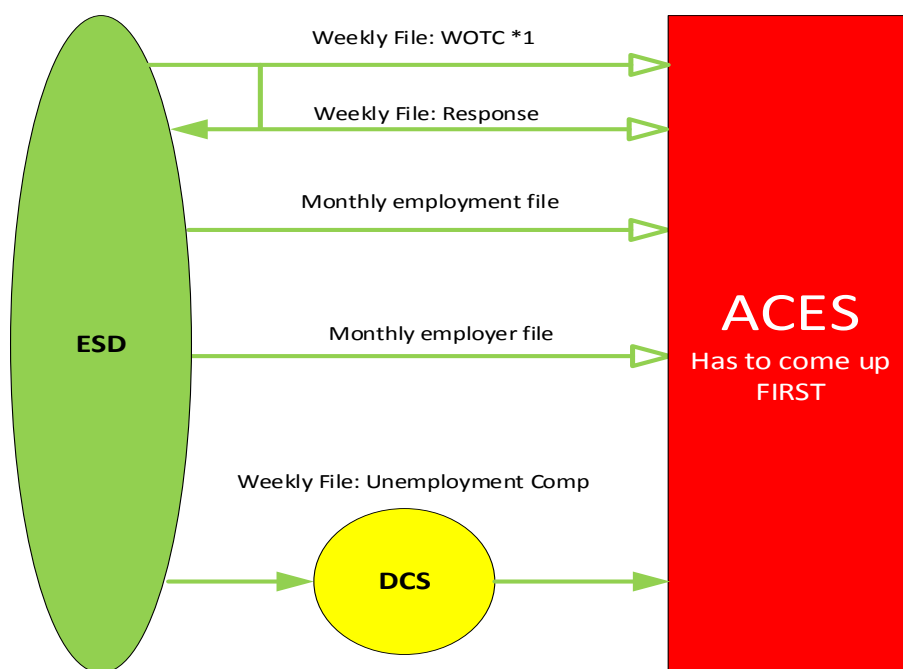 Weekly File: WOTC *1
Weekly File: Response
Monthly employment file
ESD
Monthly employer file
ACES
Has to come up
FIRST
Weekly File: Unemployment Comp
DCS